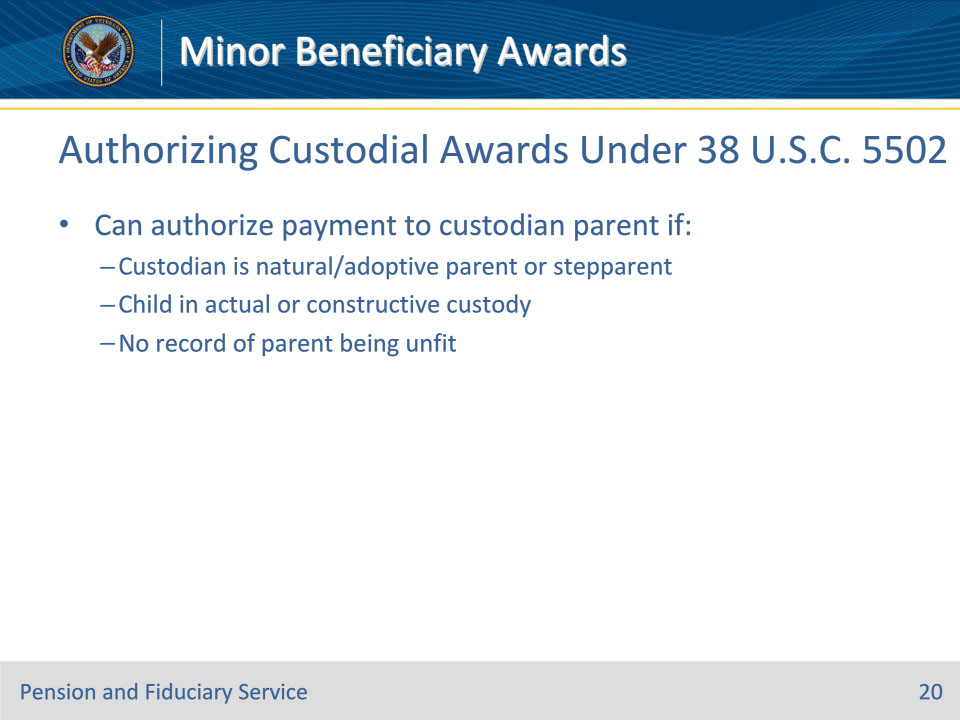 Minor Beneficiary Awards
Authorizing Custodial Awards Under 38 U.S.C. 5502
• Can authorize payment to custodian parent if:
–Custodian is natural/adoptive parent or stepparent
–Child in actual or constructive custody
–No record of parent being unfit
Pension and Fiduciary Service 20